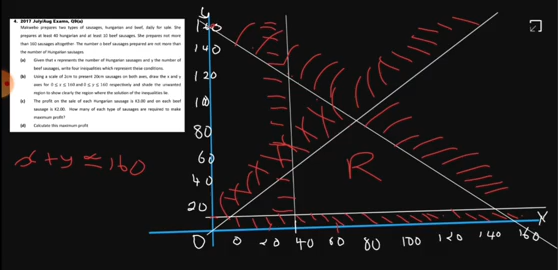 4. 2017 July/Aug Exams, Q9(a)
Makweba prepares two types of sausages, hungarian and beef, daily for sale. She
prepares at least 40 hungarian and at least 10 beef sausages. She prepares not more
than 160 sausages altogether. The number of beef sausages prepared are not more than
the number of Hungarian sausages
(a) Given that x represents the number of Hungarian sausages and y the number of
beef sausages, write four inequalities which represent these conditions.
(b) Using a scale of 2cm to present 20cm sausages on both axes, draw the x and y
axes for 0 ≤ x ≤ 160 and 0 ≤ y ≤ 160 respectively and shade the unwanted
region to show clearly the region where the solution of the inequalities lie.
(c) The profit on the sale of each Hungarian sausage is K3.00 and on each beef
sausage is K2.00. How many of each type of sausages are required to make
maximum profit?
(d) Calculate this maximum profit
x + y ≤ 160
y
160
140
120
100
80
60
40
20
R
0 0 20 40 60 80 100 120 140 160 X